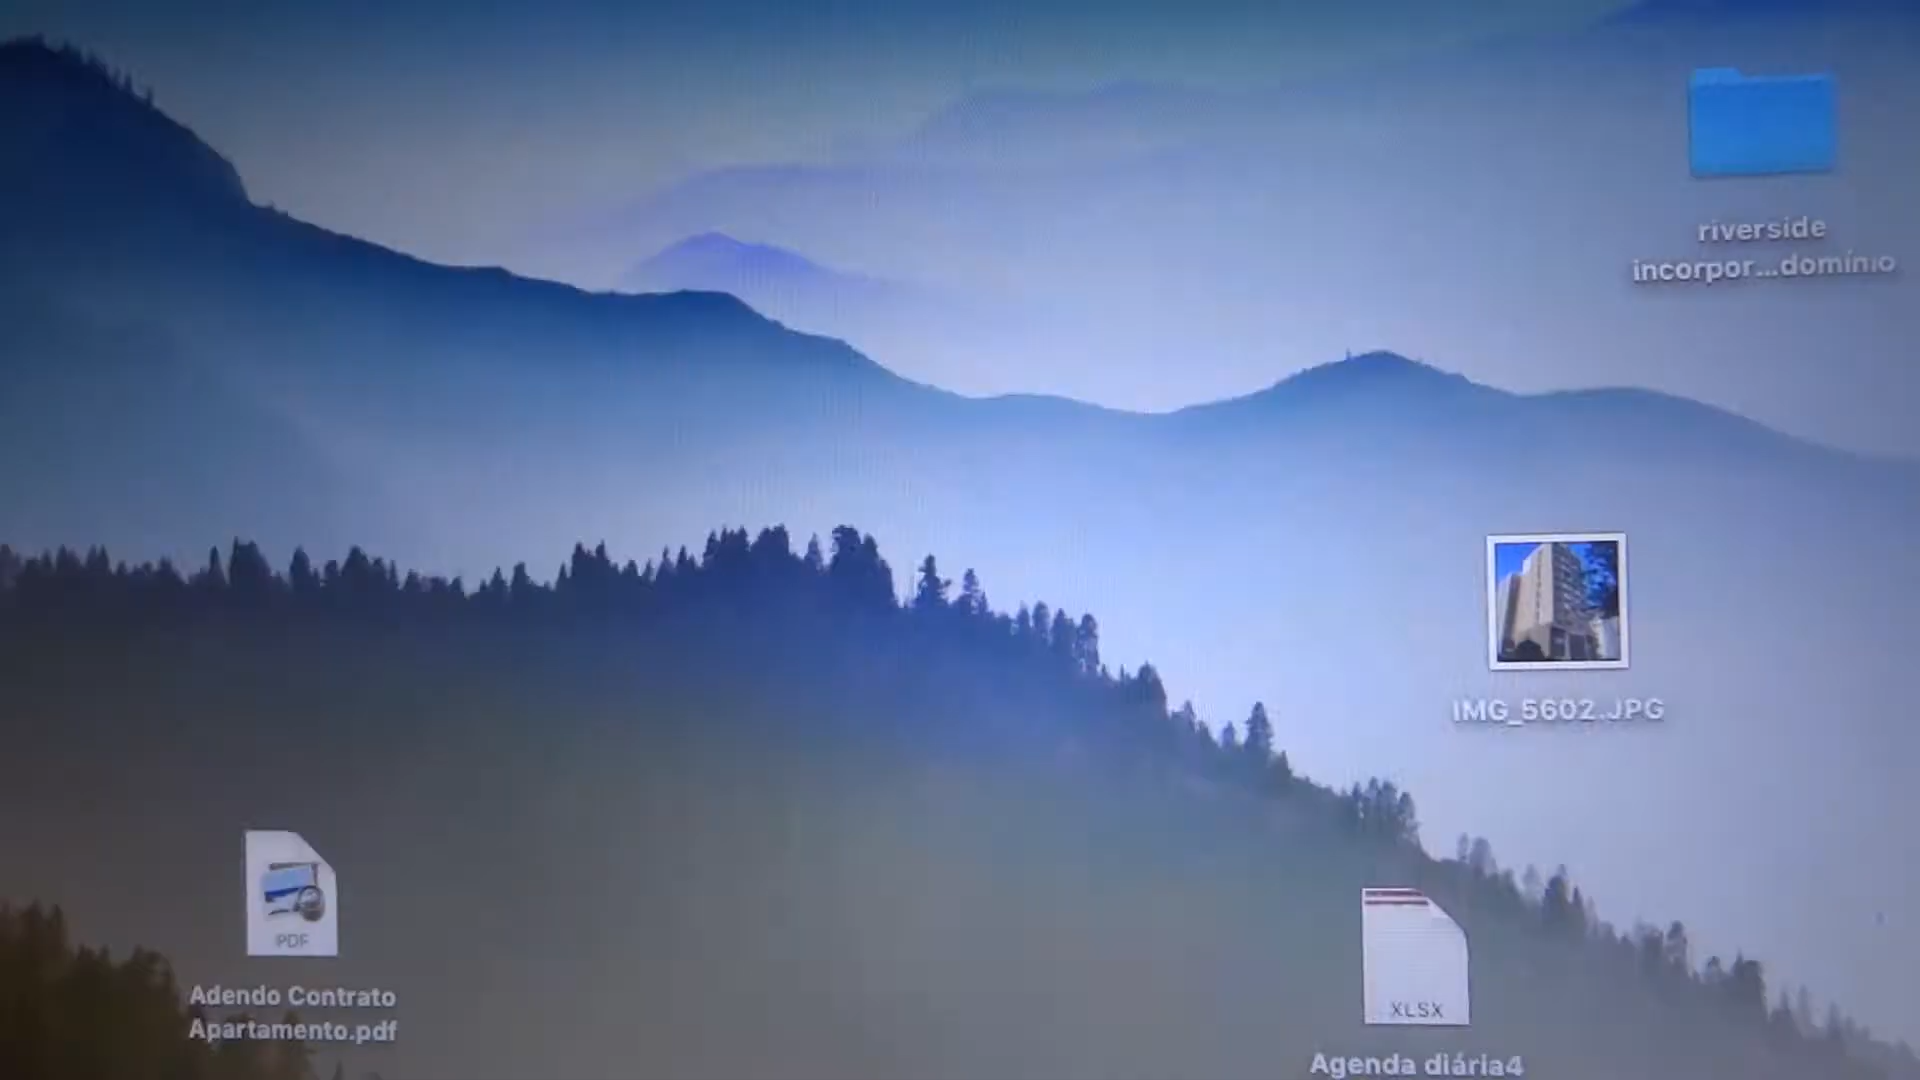 riverside
incorpor...domínio
IMG_5602.JPG
PDF
Adendo Contrato
Apartamento.pdf
XLSX
Agenda diária4